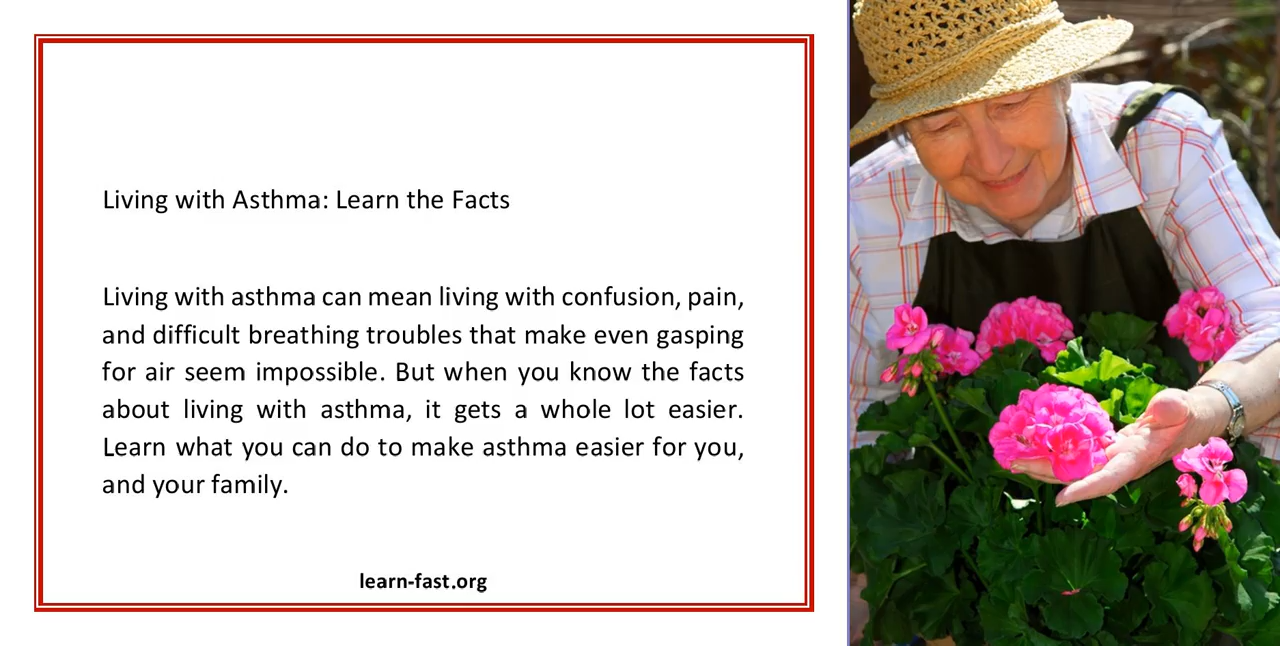 Living with Asthma: Learn the Facts
Living with asthma can mean living with confusion, pain,
and difficult breathing troubles that make even gasping
for air seem impossible. But when you know the facts
about living with asthma, it gets a whole lot easier.
Learn what you can do to make asthma easier for you,
and your family.
learn-fast.org